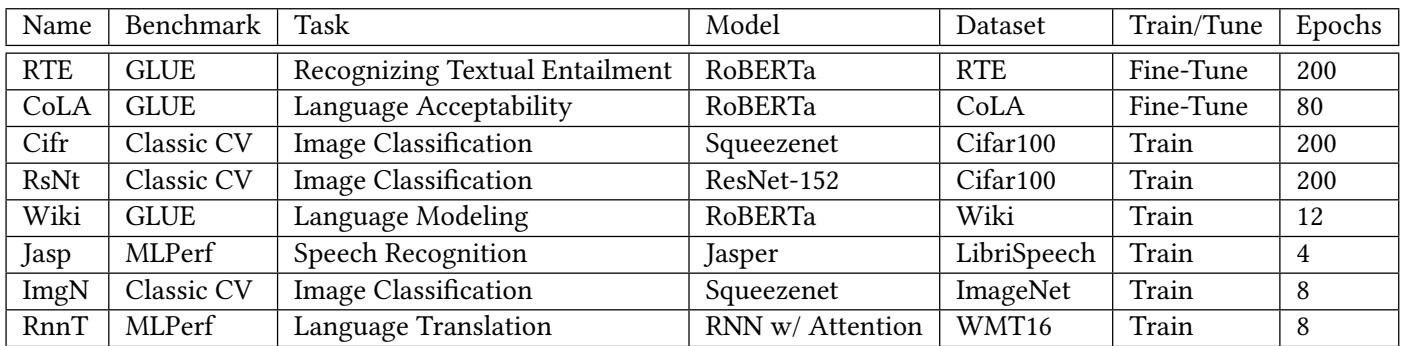 Name Benchmark Task Model Dataset Train/Tune Epochs
RTE GLUE Recognizing Textual Entailment RoBERTa RTE Fine-Tune 200
CoLA GLUE Language Acceptability RoBERTa CoLA Fine-Tune 80
Cifr Classic CV Image Classification Squeezenet Cifar100 Train 200
RsNt Classic CV Image Classification ResNet-152 Cifar100 Train 200
Wiki GLUE Language Modeling RoBERTa Wiki Train 12
Jasp MLPerf Speech Recognition Jasper LibriSpeech Train 4
ImgN Classic CV Image Classification Squeezenet ImageNet Train 8
RnnT MLPerf Language Translation RNN w/ Attention WMT16 Train 8